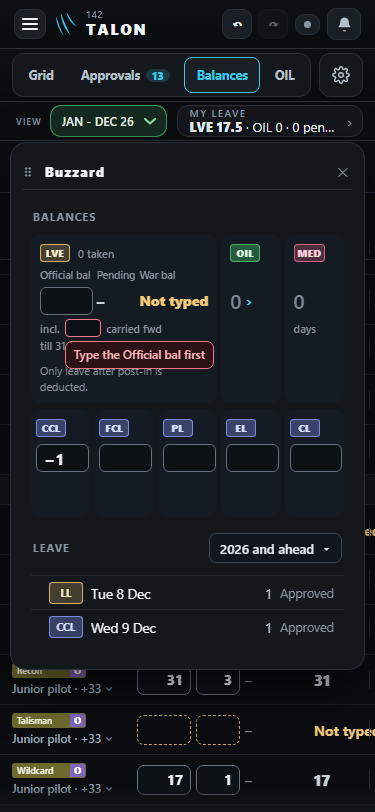 142
TALON
Grid
Approvals 13
Balances
OIL
VIEW
JAN - DEC 26
MY LEAVE
LVE 17.5 · OIL 0 · 0 pen...
Buzzard
BALANCES
LVE 0 taken
Official bal Pending War bal
– Not typed
incl. carried fwd
till 31
Type the Official bal first
Only leave after post-in is
deducted.
OIL
0
MED
0
days
CCL
FCL
PL
EL
CL
–1
LEAVE
2026 and ahead
LL Tue 8 Dec 1 Approved
CCL Wed 9 Dec 1 Approved
Recon O
Junior pilot · +33
31 3 – 31
Talisman O
Junior pilot · +33
– Not type
Wildcard O
Junior pilot · +33
17 1 – 17